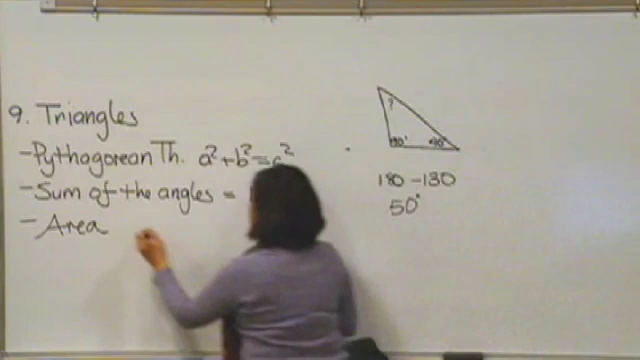 9. Triangles
-Pythagorean Th. a²+b²=c²
-Sum of the angles =
-Area
?
90° 40°
180-130
50°